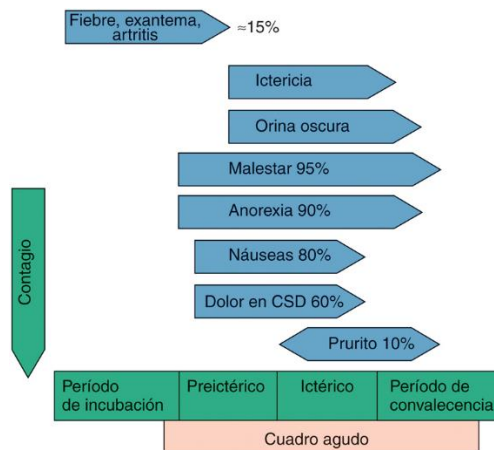 Fiebre, exantema,
artritis
≈15%
Ictericia
Orina oscura
Malestar 95%
Anorexia 90%
Náuseas 80%
Dolor en CSD 60%
Prurito 10%
Contagio
Período
de incubación
Preictérico
Ictérico
Período de
convalecencia
Cuadro agudo